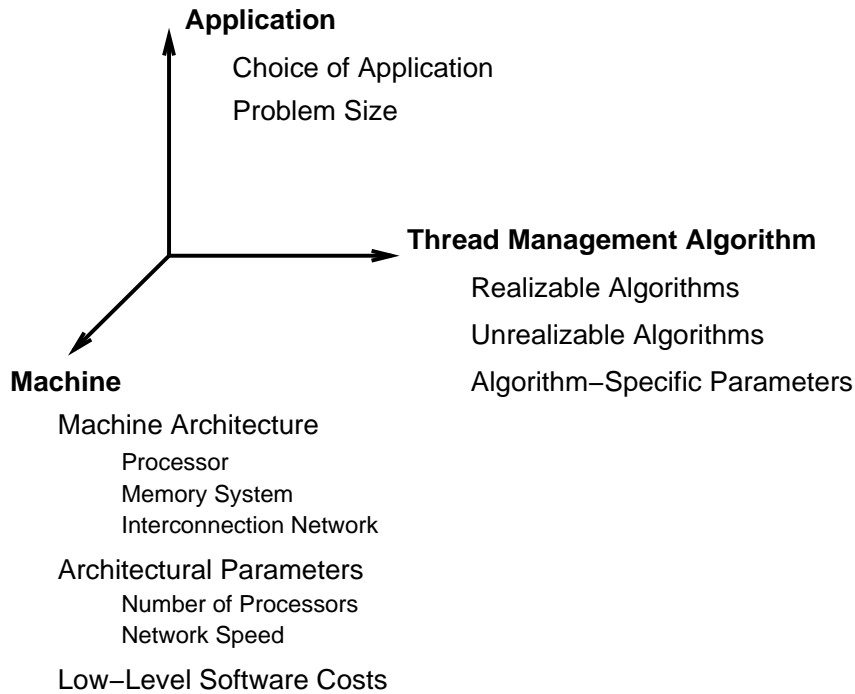 Application
Choice of Application
Problem Size
Thread Management Algorithm
Realizable Algorithms
Unrealizable Algorithms
Algorithm−Specific Parameters
Machine
Machine Architecture
Processor
Memory System
Interconnection Network
Architectural Parameters
Number of Processors
Network Speed
Low−Level Software Costs